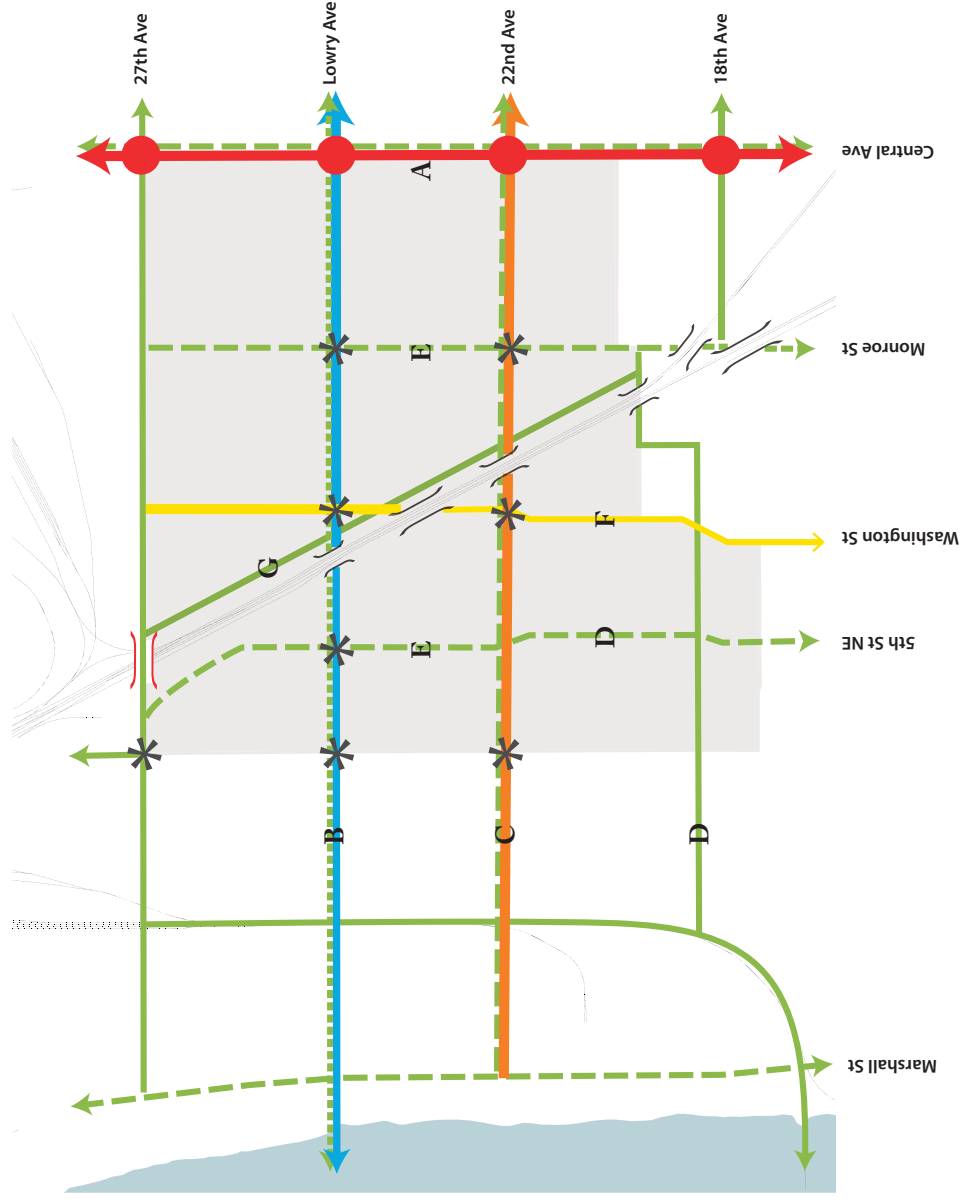 27th Ave
Lowry Ave
22nd Ave
18th Ave
Central Ave
A
E
Monroe St
F
Washington St
G
E
D
5th St NE
B
C
D
Marshall St